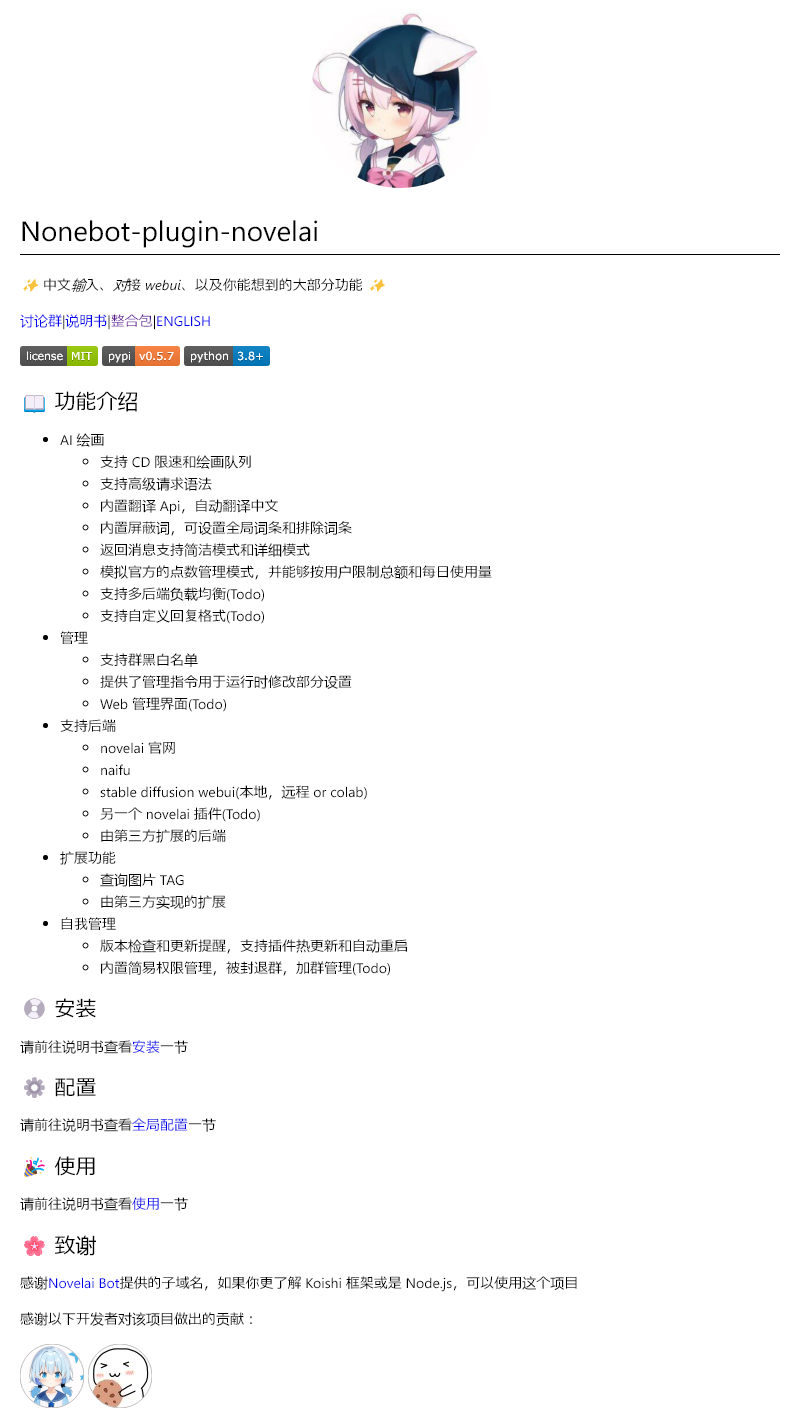 Nonebot-plugin-novelai
✨ 中文输入、对接 webui、以及你能想到的大部分功能 ✨
讨论群|说明书|整合包|ENGLISH
license MIT pypi v0.5.7 python 3.8+
📖 功能介绍
• AI 绘画
◦ 支持 CD 限速和绘画队列
◦ 支持高级请求语法
◦ 内置翻译 Api，自动翻译中文
◦ 内置屏蔽词，可设置全局词条和排除词条
◦ 返回消息支持简洁模式和详细模式
◦ 模拟官方的点数管理模式，并能够按用户限制总额和每日使用量
◦ 支持多后端负载均衡(Todo)
◦ 支持自定义回复格式(Todo)
• 管理
◦ 支持群黑白名单
◦ 提供了管理指令用于运行时修改部分设置
◦ Web 管理界面(Todo)
• 支持后端
◦ novelai 官网
◦ naifu
◦ stable diffusion webui(本地，远程 or colab)
◦ 另一个 novelai 插件(Todo)
◦ 由第三方扩展的后端
• 扩展功能
◦ 查询图片 TAG
◦ 由第三方实现的扩展
• 自我管理
◦ 版本检查和更新提醒，支持插件热更新和自动重启
◦ 内置简易权限管理，被封退群，加群管理(Todo)
💿 安装
请前往说明书查看安装一节
⚙️ 配置
请前往说明书查看全局配置一节
🎉 使用
请前往说明书查看使用一节
🌸 致谢
感谢Novelai Bot提供的子域名，如果你更了解 Koishi 框架或是 Node.js，可以使用这个项目
感谢以下开发者对该项目做出的贡献：